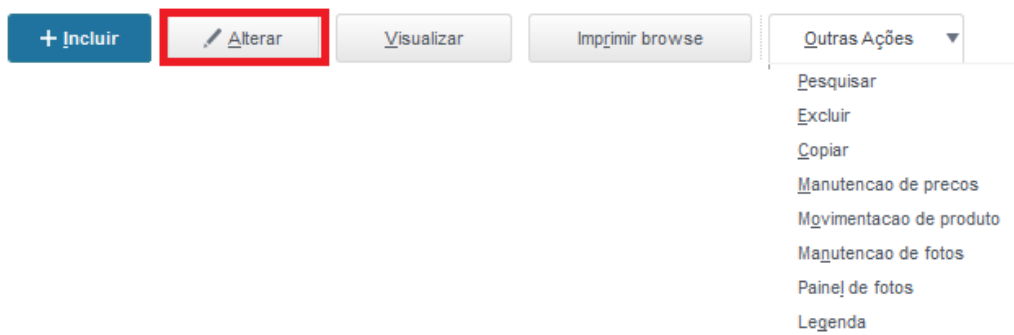 + Incluir
Alterar
Visualizar
Imprimir browse
Outras Ações
Pesquisar
Excluir
Copiar
Manutencao de precos
Movimentacao de produto
Manutencao de fotos
Painel de fotos
Legenda